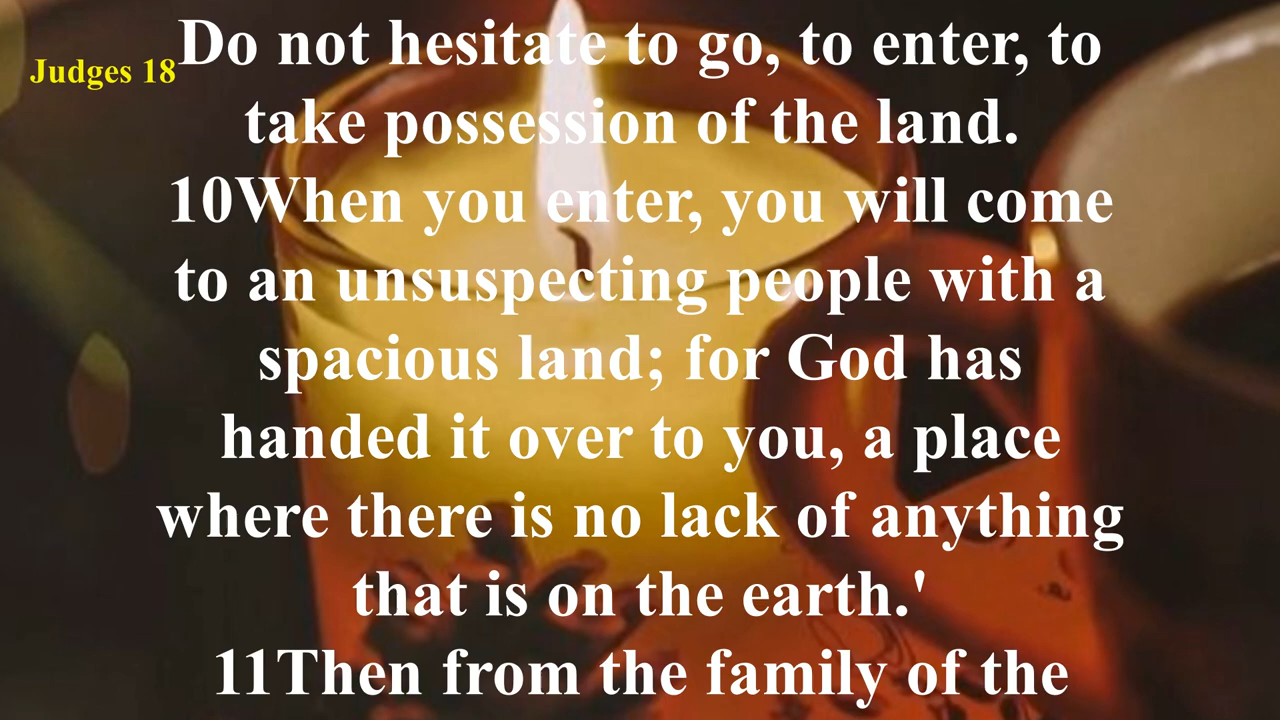 Judges 18
Do not hesitate to go, to enter, to
take possession of the land.
10When you enter, you will come
to an unsuspecting people with a
spacious land; for God has
handed it over to you, a place
where there is no lack of anything
that is on the earth.'
11Then from the family of the